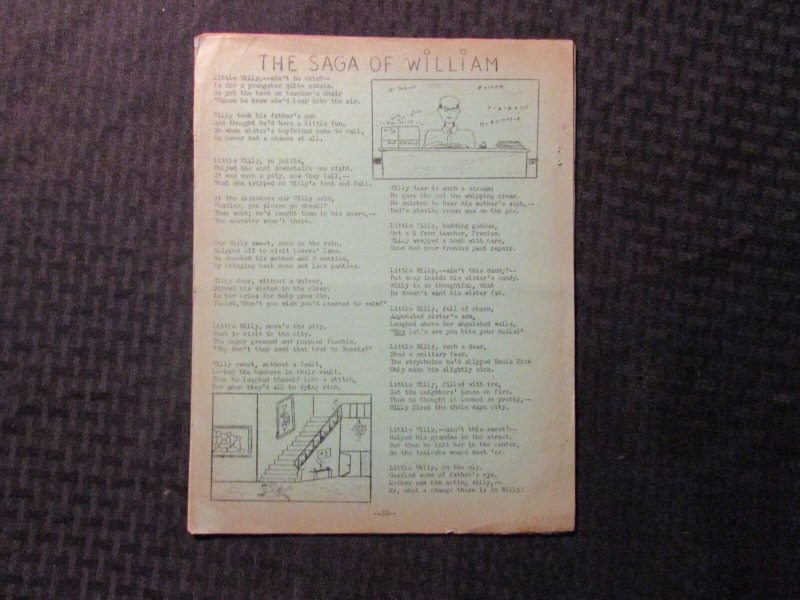 THE SAGA OF WILLIAM
Little Willy,--ain't he cute?--
Is for a youngster quite astute.
He put the tack on teacher's chair
'Cause he knew she'd leap into the air.
Willy took his father's gun
And thought he'd have a little fun.
So when sister's boyfriend came to call,
He never had a chance at all.
Little Willy, so polite,
Helped his aunt downstairs one night.
It was such a pity, now they tell,--
That she tripped on Willy's foot and fell.
At the elevators our Willy said,
"Ladies, you please go ahead!"
They went; he'd caught them in his snare,--
The elevator wasn't there.
Our Willy sweet, once in the rain,
Skipped off to visit Lovers' Lane.
He shocked his mother and 3 aunties,
By bringing back some wet lace panties.
Willy dear, without a quiver,
Shoved his sister in the river.
As her cries for help grew dim,
Yelled, "Don't you wish you'd learned to swim?"
Little Willy, more's the pity,
Went to visit in the city.
The mayor groaned and purpled fuschia,
"Why don't they send that brat to Russia?"
Willy sweet, without a fault,
Locked the bankers in their vault.
Then he laughed himself into a stitch,
For soon they'd all be dying rich.
Willy dear is such a scream;
He gave the cat the whipping cream.
He smirked to hear his mother's sigh,--
Dad's shaving cream was on the pie.
Little Willy, budding genius,
Got a D from teacher,
Willy wrapped a bomb with care,
Soon had poor past repair.
Little Willy,--ain't this dandy?--
Put soap inside his sister's candy.
Willy is so thoughtful, that
He doesn't want his sister fat.
Little Willy, full of charm,
Amputated sister's arm,
Laughed above her anguished wails,
"Now let's see you bite your nails!"
Little Willy, such a dear,
Shed a solitary tear.
The strychnine he'd slipped Uncle Dick
Only made him slightly sick.
Little Willy, filled with ire,
Set the neighbors' house on fire.
Then he thought it looked so pretty,--
Willy fired the whole darn city.
Little Willy,--ain't this sweet?--
Helped his grandma in the street.
But then he left her in the center,
So the taxicabs would dent 'er.
Little Willy, on the sly,
Guzzled some of father's rye.
Mother saw him acting silly,--
My, what a change there is in Willy!